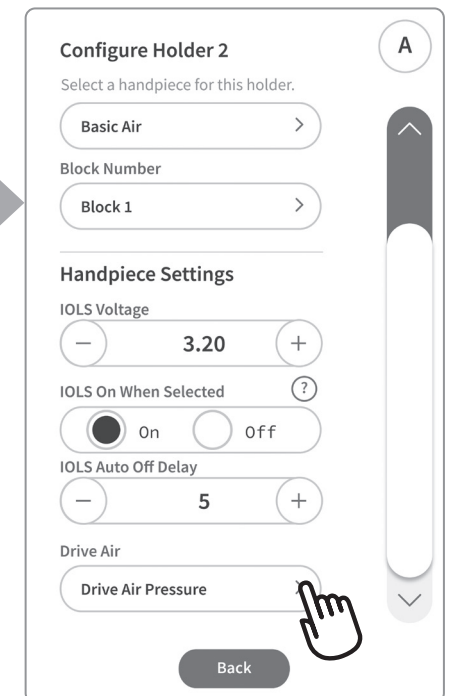 Configure Holder 2
A
Select a handpiece for this holder.
Basic Air
Block Number
Block 1
Handpiece Settings
IOLS Voltage
− 3.20 +
IOLS On When Selected ?
On Off
IOLS Auto Off Delay
− 5 +
Drive Air
Drive Air Pressure
Back